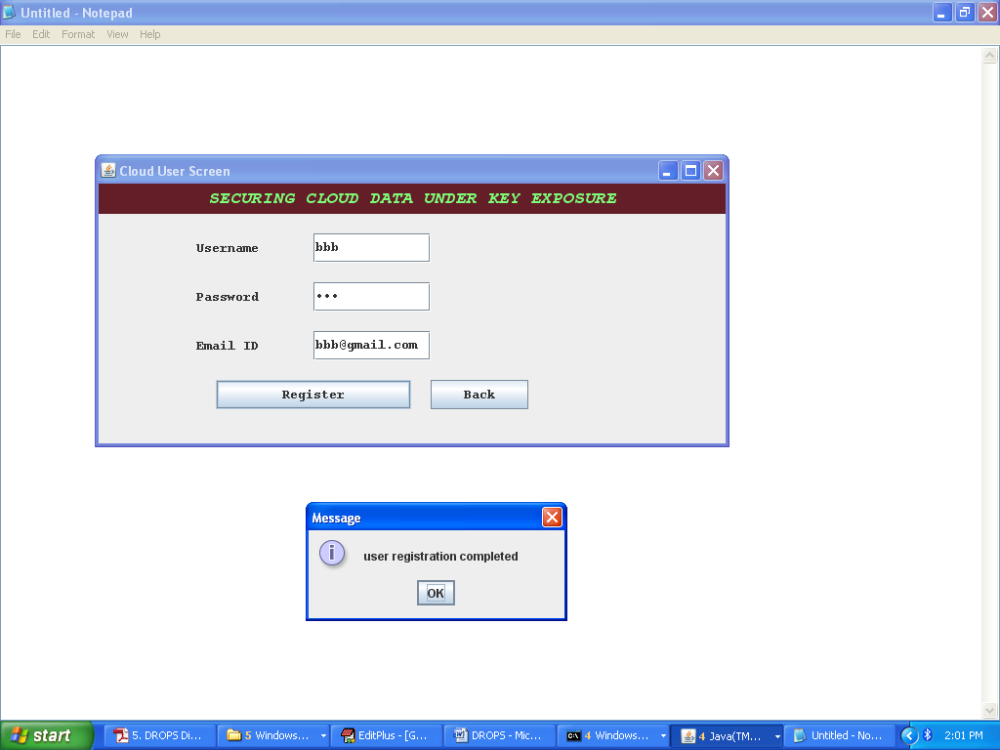 Untitled - Notepad
File Edit Format View Help
Cloud User Screen
SECURING CLOUD DATA UNDER KEY EXPOSURE
Username bbb
Password •••
Email ID bbb@gmail.com
Register Back
Message
i user registration completed
OK
start 5. DROPS Di... 5 Windows... EditPlus - [G... DROPS - Mic... 4 Windows... 4 Java(TM... Untitled - No... 2:01 PM